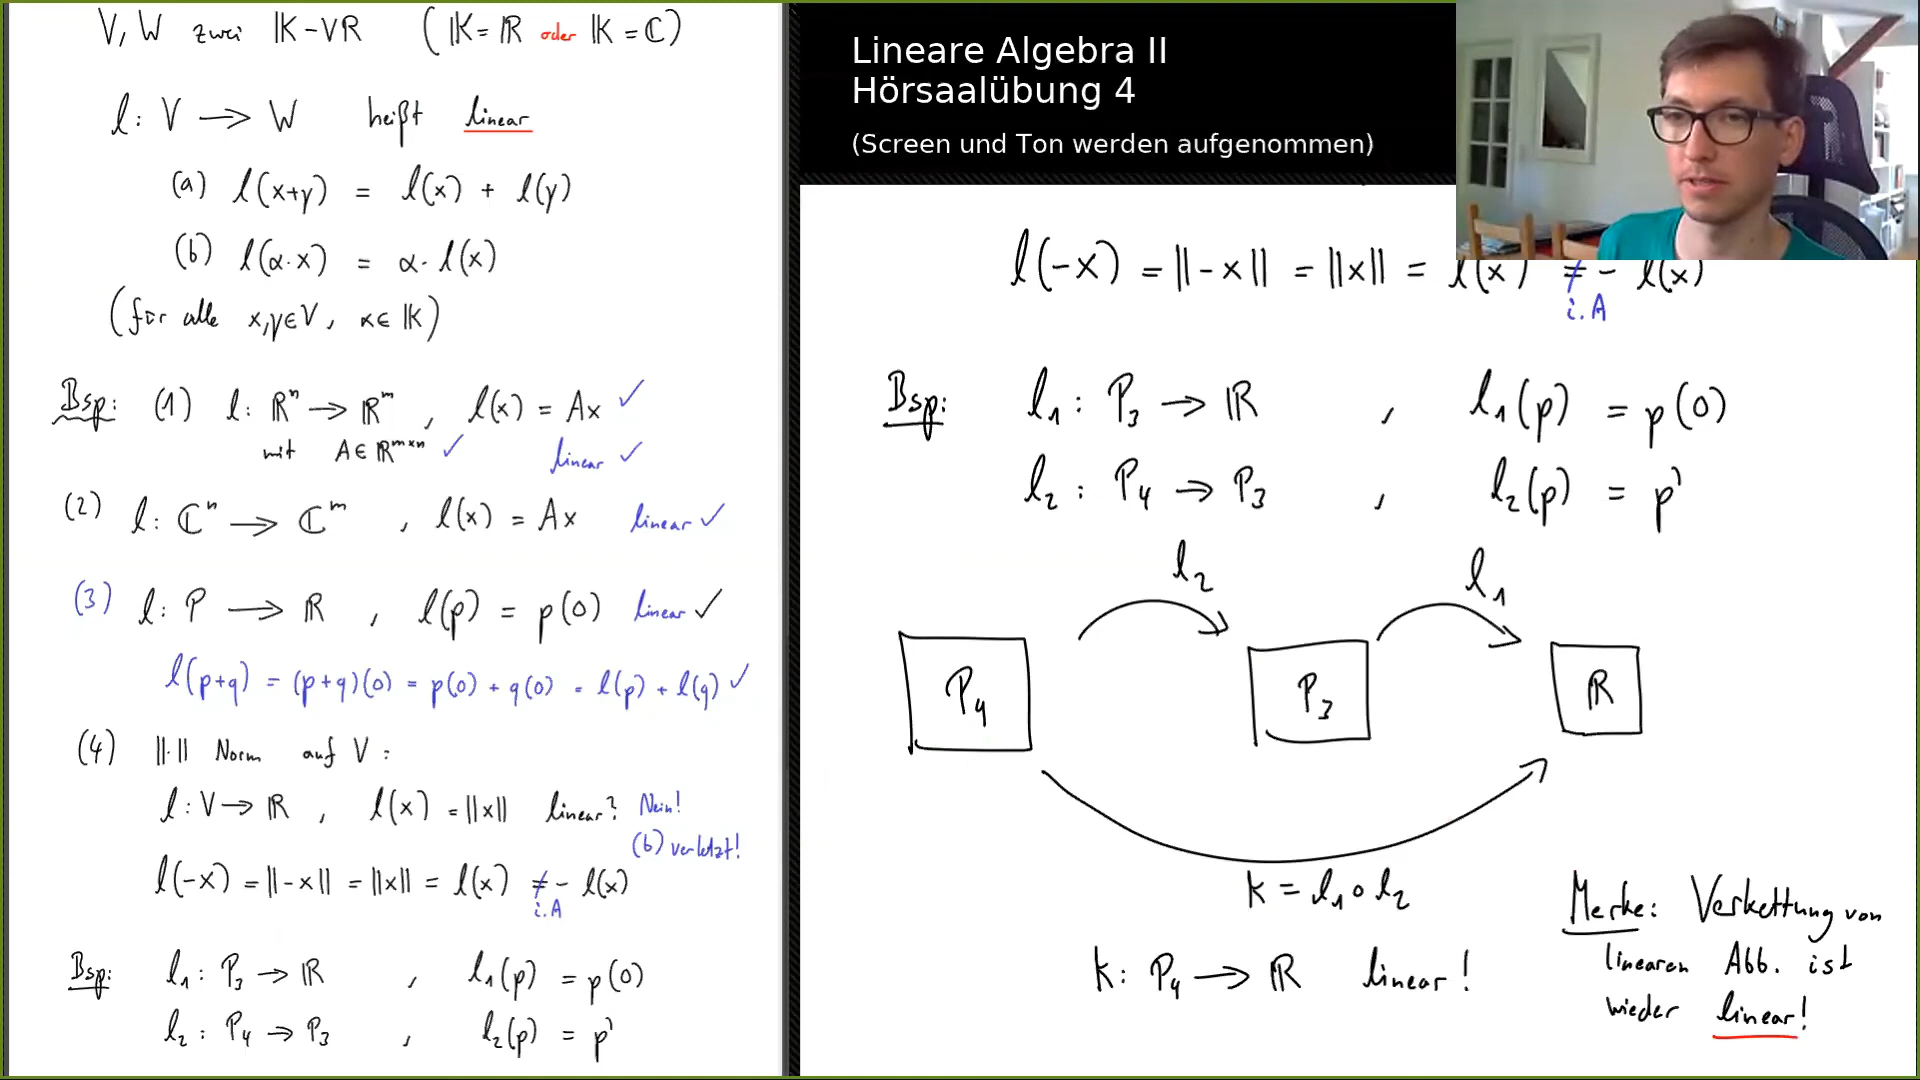 V, W zwei 𝕂-VR (𝕂=ℝ oder 𝕂=ℂ)
l: V → W heißt linear
(a) l(x+y) = l(x) + l(y)
(b) l(α·x) = α·l(x)
(für alle x,y∈V, α∈𝕂)
Bsp: (1) l: ℝⁿ → ℝᵐ, l(x) = Ax ✓
mit A∈ℝᵐˣⁿ ✓ linear ✓
(2) l: ℂⁿ → ℂᵐ, l(x) = Ax linear ✓
(3) l: P → ℝ, l(p) = p(0) linear ✓
l(p+q) = (p+q)(0) = p(0) + q(0) = l(p) + l(q) ✓
(4) ||·|| Norm auf V:
l: V → ℝ, l(x) = ||x|| linear? Nein!
(b) verletzt!
l(-x) = ||-x|| = ||x|| = l(x) ≠ - l(x)
i.A
Bsp: l₁: P₃ → ℝ, l₁(p) = p(0)
l₂: P₄ → P₃, l₂(p) = p'
Lineare Algebra II
Hörsaalübung 4
(Screen und Ton werden aufgenommen)
l(-x) = ||-x|| = ||x|| = l(x) ≠ - l(x)
i.A
Bsp: l₁: P₃ → ℝ, l₁(p) = p(0)
l₂: P₄ → P₃, l₂(p) = p'
l₂ l₁
P₄ P₃ ℝ
k = l₁∘l₂
k: P₄ → ℝ linear!
Merke: Verkettung von
linearen Abb. ist
wieder linear!